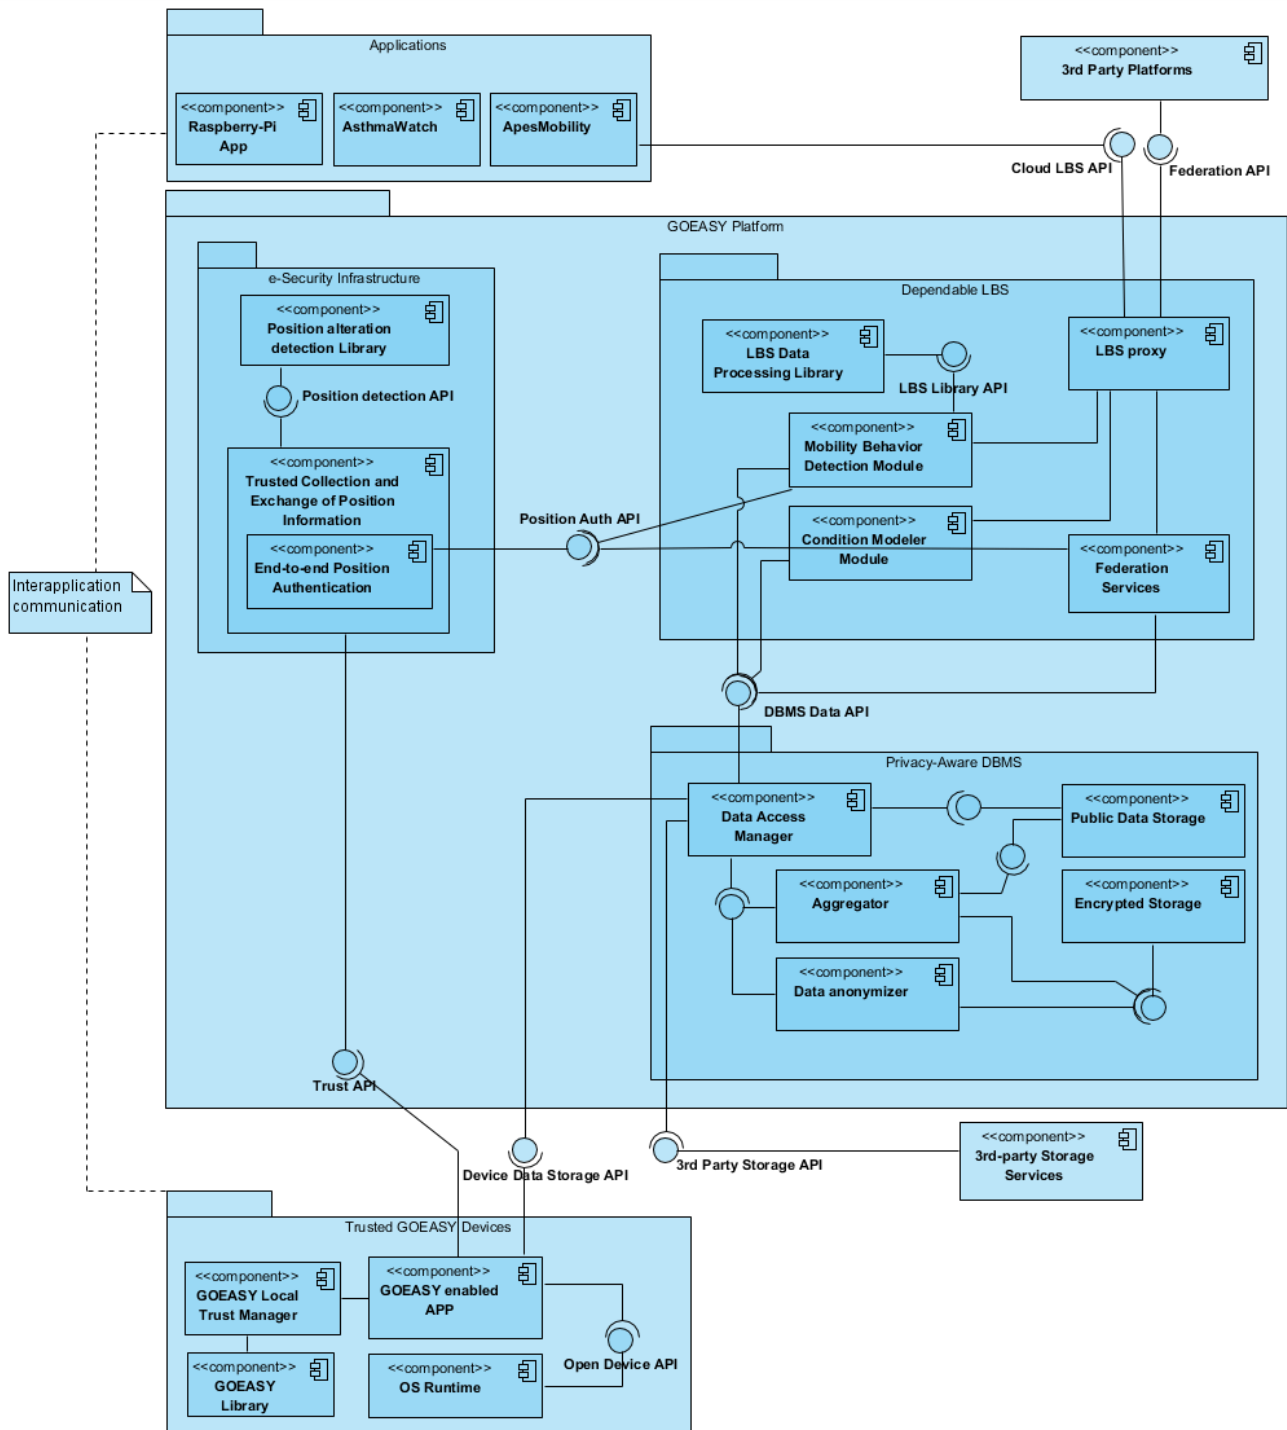 Applications
<<component>>
Raspberry-Pi
App
<<component>>
AsthmaWatch
<<component>>
ApesMobility
<<component>>
3rd Party Platforms
Cloud LBS API
Federation API
GOEASY Platform
e-Security Infrastructure
<<component>>
Position alteration
detection Library
Position detection API
<<component>>
Trusted Collection and
Exchange of Position
Information
<<component>>
End-to-end Position
Authentication
Position Auth API
Dependable LBS
<<component>>
LBS Data
Processing Library
LBS Library API
<<component>>
LBS proxy
<<component>>
Mobility Behavior
Detection Module
<<component>>
Condition Modeler
Module
<<component>>
Federation
Services
Interapplication
communication
DBMS Data API
Privacy-Aware DBMS
<<component>>
Data Access
Manager
<<component>>
Public Data Storage
<<component>>
Aggregator
<<component>>
Encrypted Storage
<<component>>
Data anonymizer
Trust API
Device Data Storage API
3rd Party Storage API
<<component>>
3rd-party Storage
Services
Trusted GOEASY Devices
<<component>>
GOEASY Local
Trust Manager
<<component>>
GOEASY enabled
APP
<<component>>
GOEASY
Library
<<component>>
OS Runtime
Open Device API